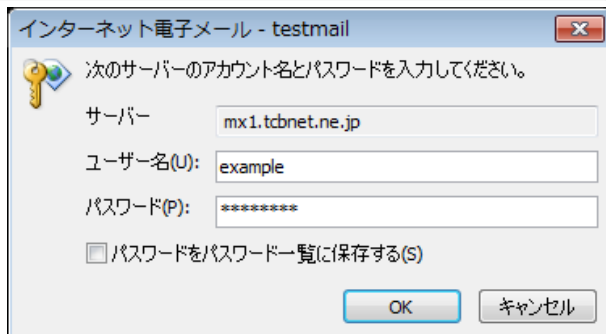 インターネット電子メール - testmail
次のサーバーのアカウント名とパスワードを入力してください。
サーバー mx1.tcbnet.ne.jp
ユーザー名(U): example
パスワード(P): ********
パスワードをパスワード一覧に保存する(S)
OK キャンセル